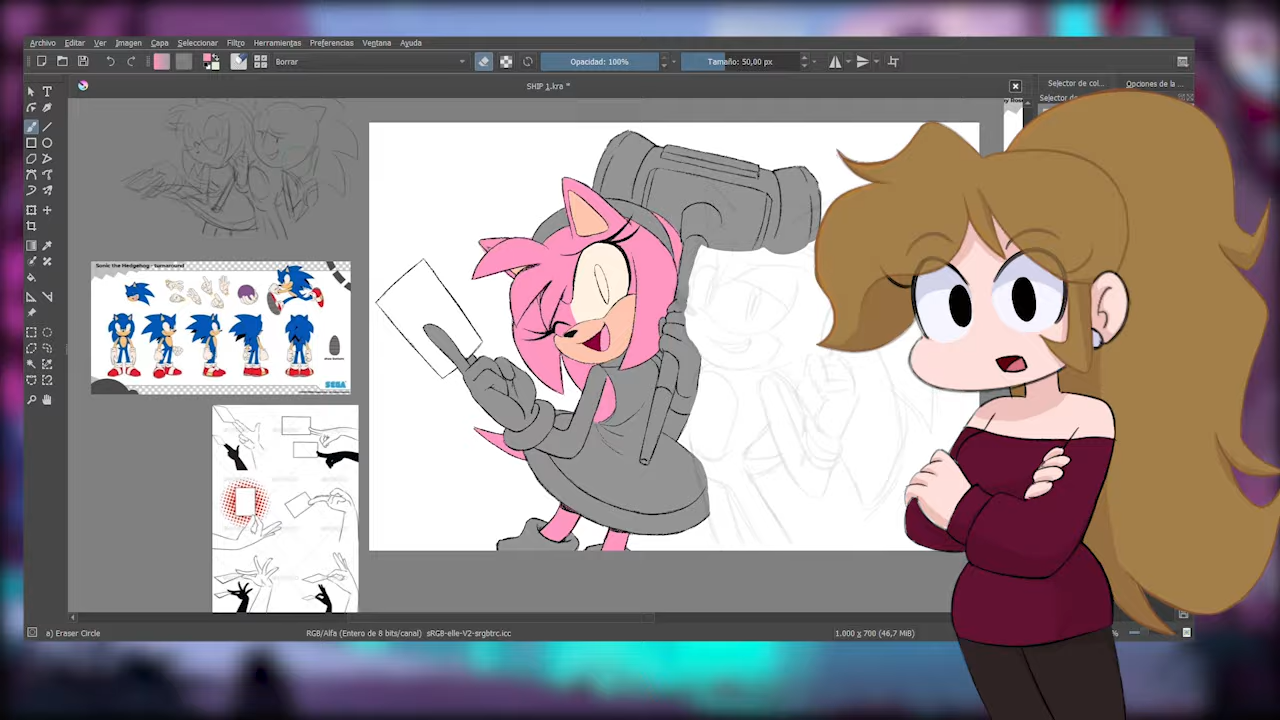 Archivo Editar Ver Imagen Capa Seleccionar Filtro Herramientas Preferencias Ventana Ayuda
Borrar Opacidad: 100% Tamaño: 50,00 px
SHIP 1.kra *
Selector de col... Opciones de la ...
Selector de
Sonic the Hedgehog - turnaround
SEGA
a) Eraser Circle RGB/Alfa (Entero de 8 bits/canal) sRGB-elle-V2-srgbtrc.icc 1.000 x 700 (46,7 MiB)